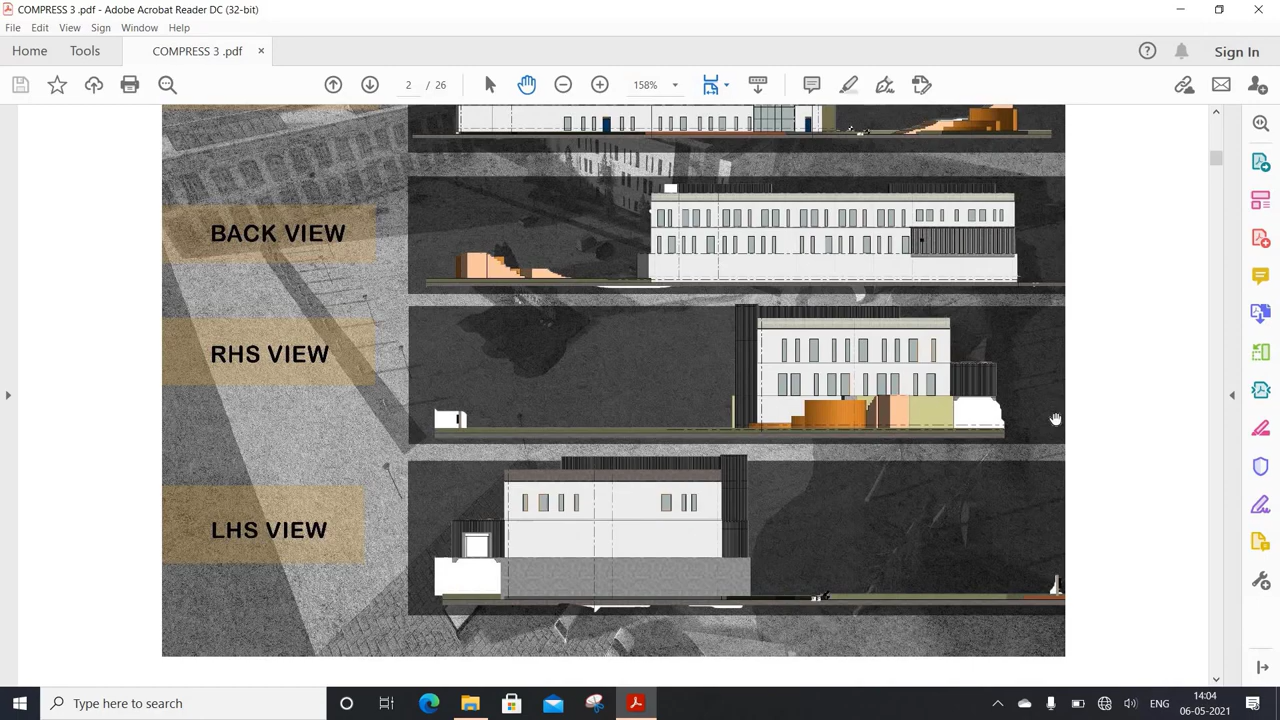 COMPRESS 3 .pdf - Adobe Acrobat Reader DC (32-bit)
File Edit View Sign Window Help
Home Tools COMPRESS 3 .pdf × Sign In
2 / 26 158%
BACK VIEW
RHS VIEW
LHS VIEW
Type here to search
ENG
14:04
06-05-2021